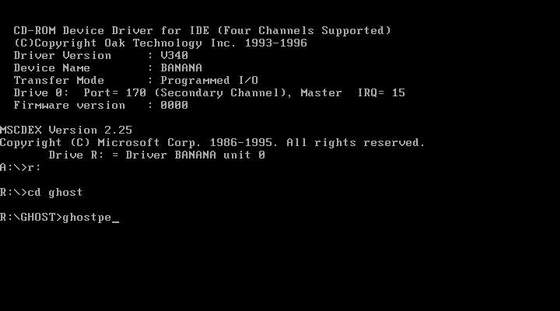 CD-ROM Device Driver for IDE (Four Channels Supported)
(C)Copyright Oak Technology Inc. 1993-1996
Driver Version : V340
Device Name : BANANA
Transfer Mode : Programmed I/O
Drive 0: Port= 170 (Secondary Channel), Master IRQ= 15
Firmware version : 0000
MSCDEX Version 2.25
Copyright (C) Microsoft Corp. 1986-1995. All rights reserved.
Drive R: = Driver BANANA unit 0
A:\>r:
R:\>cd ghost
R:\GHOST>ghostpe_